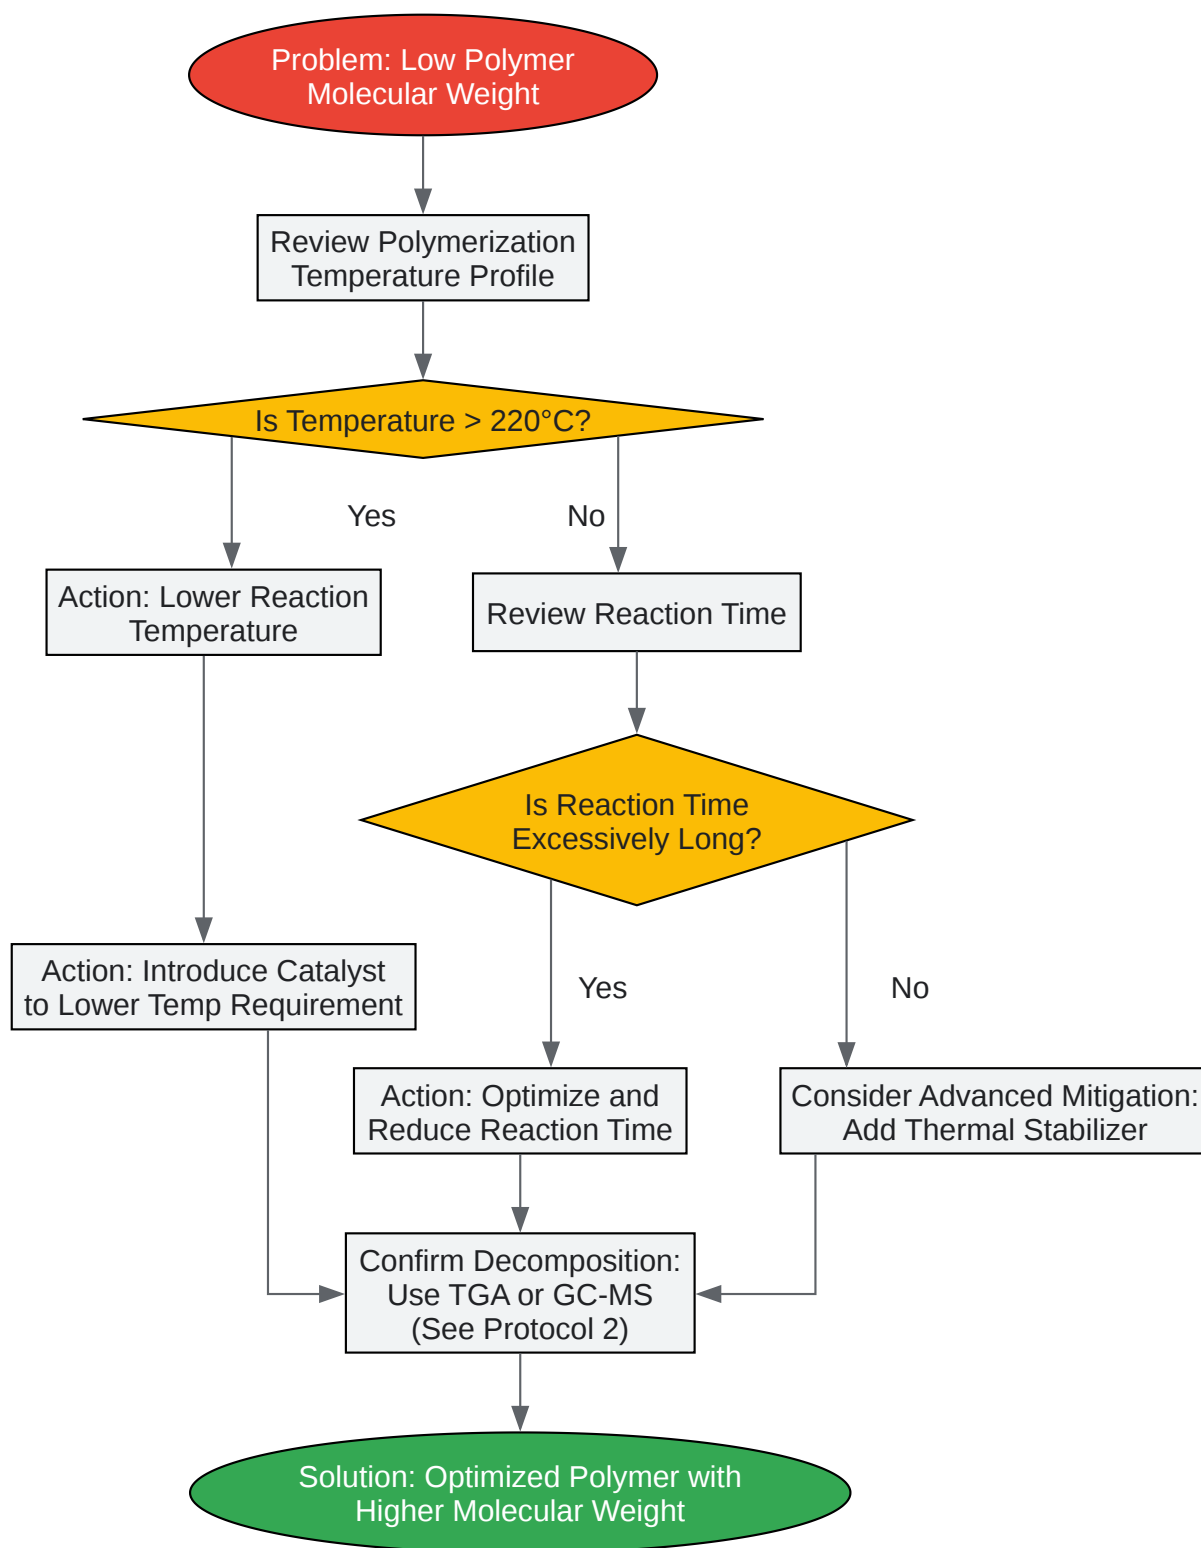 Problem: Low Polymer
Molecular Weight
Review Polymerization
Temperature Profile
Is Temperature > 220°C?
Yes
No
Action: Lower Reaction
Temperature
Review Reaction Time
Is Reaction Time
Excessively Long?
Action: Introduce Catalyst
to Lower Temp Requirement
Yes
No
Action: Optimize and
Reduce Reaction Time
Consider Advanced Mitigation:
Add Thermal Stabilizer
Confirm Decomposition:
Use TGA or GC-MS
(See Protocol 2)
Solution: Optimized Polymer with
Higher Molecular Weight